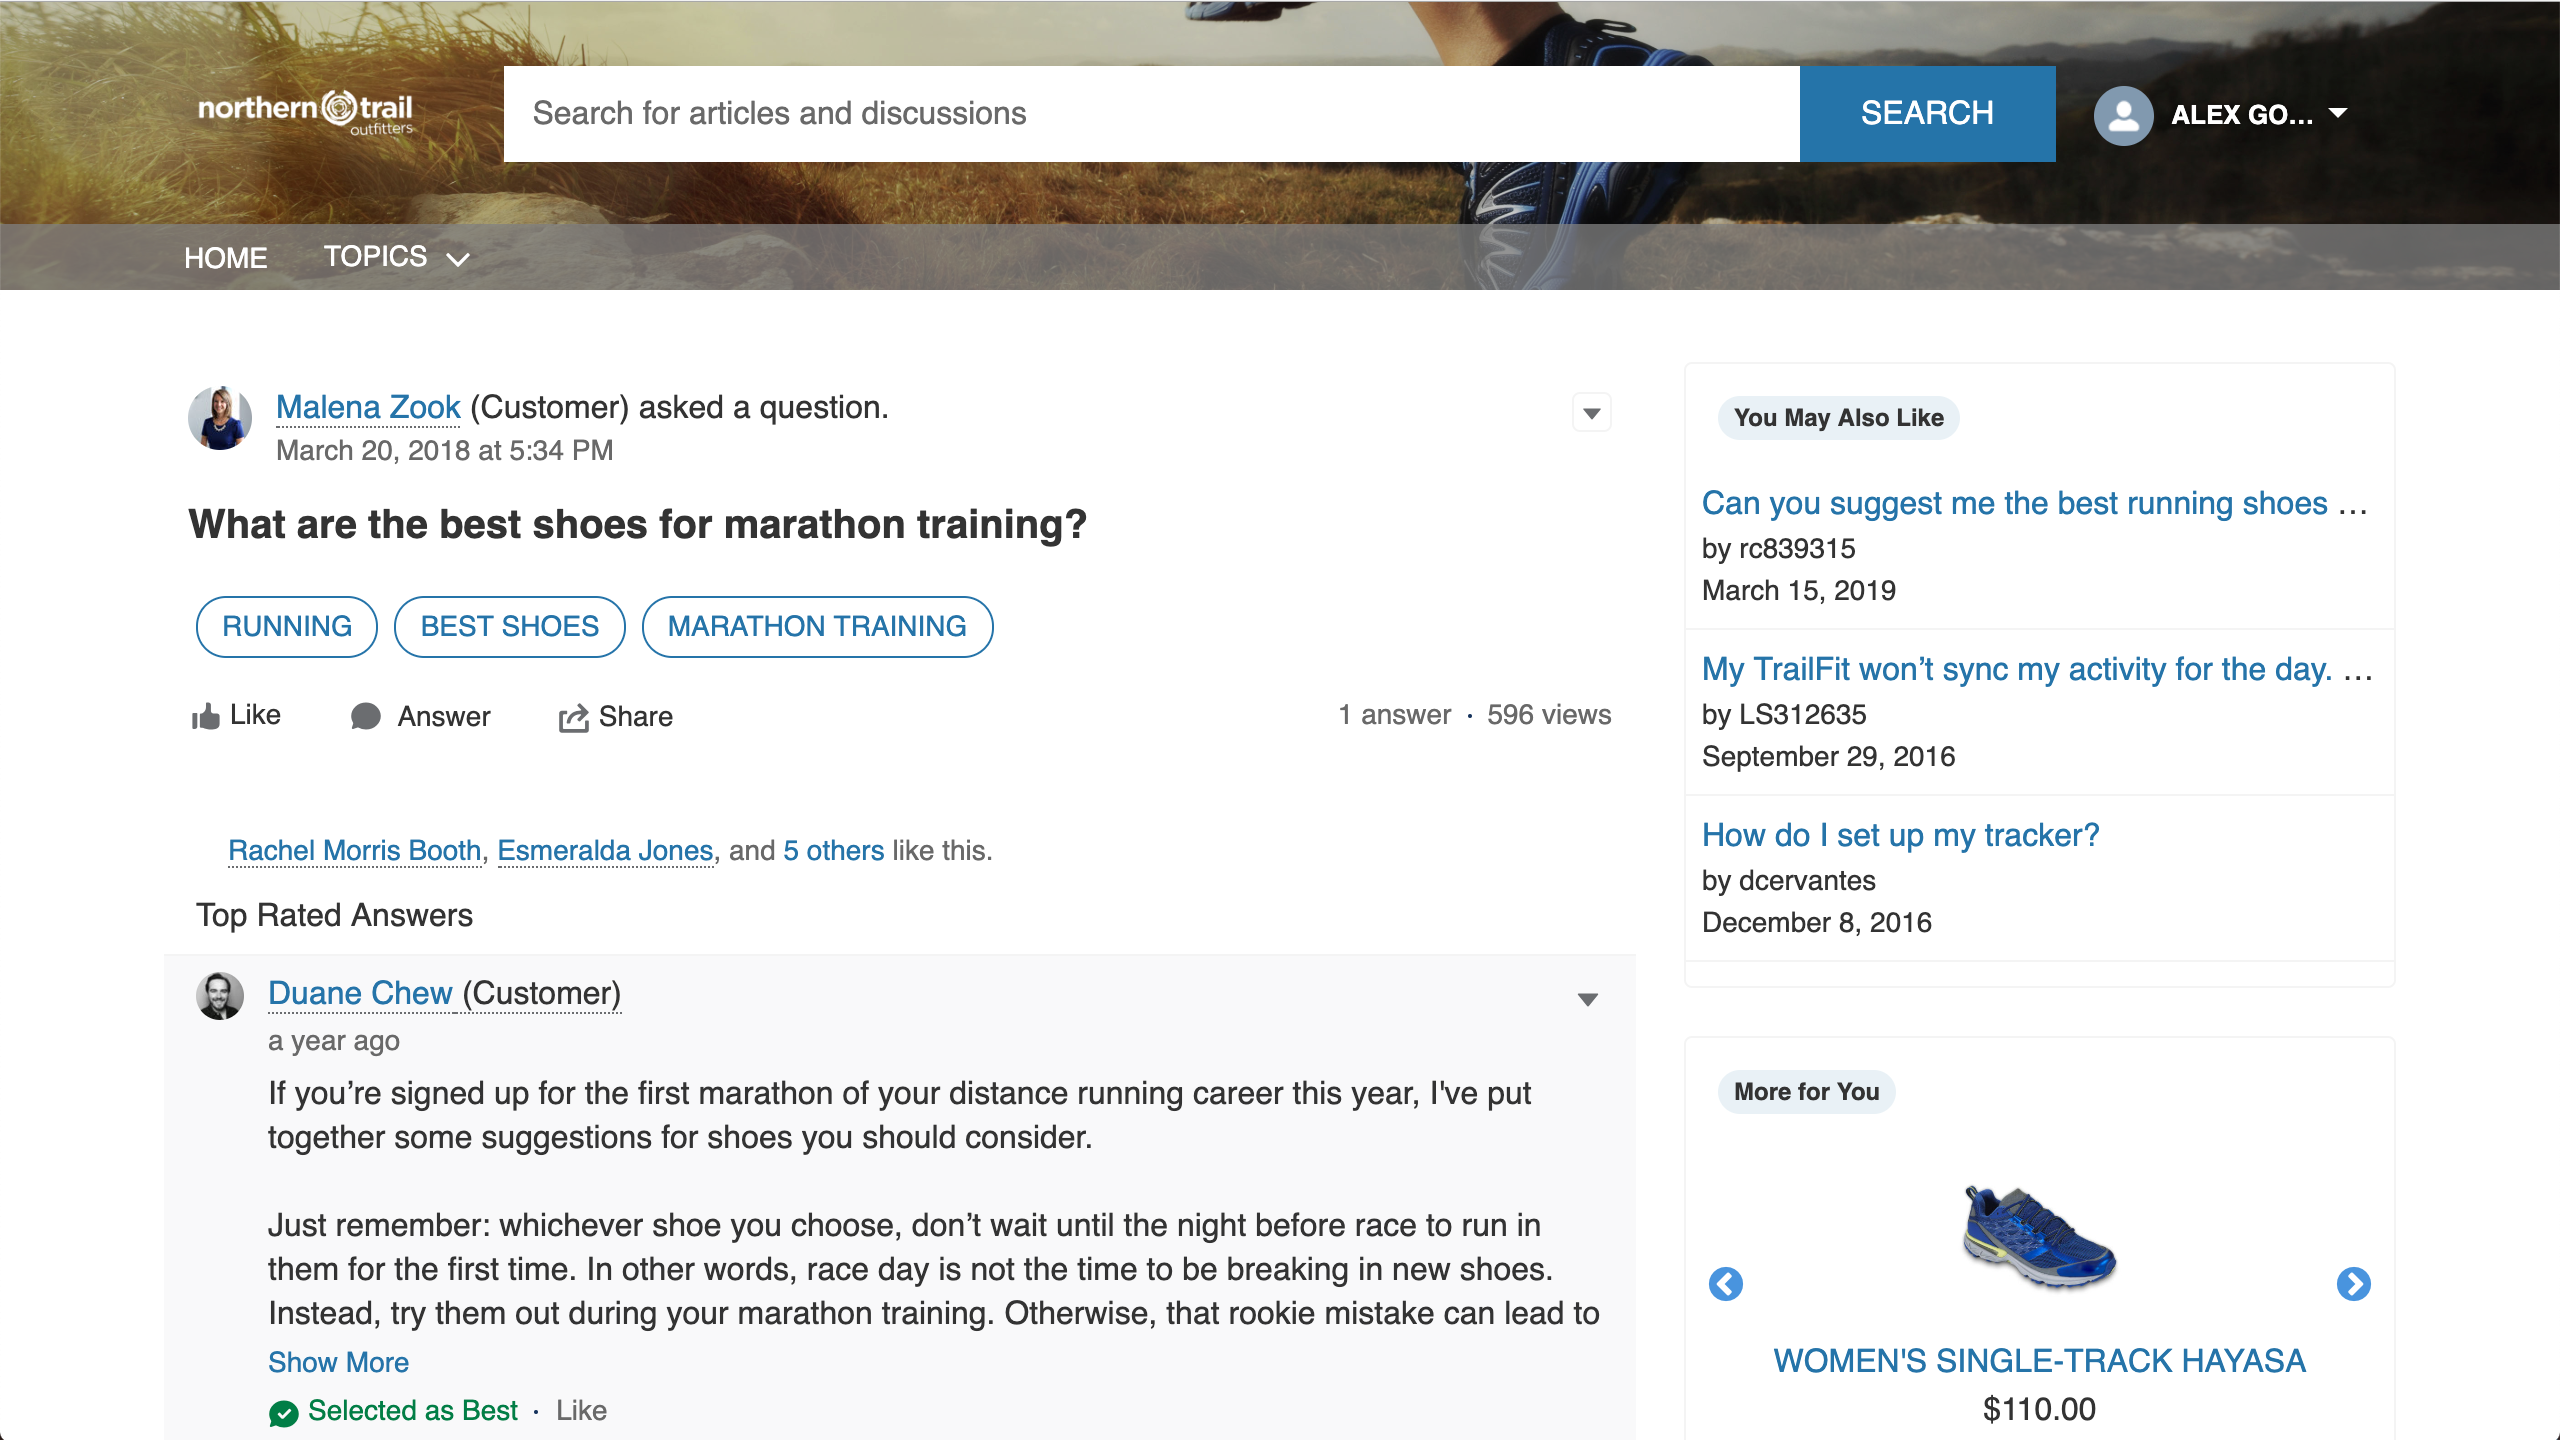 northern trail
outfitters
Search for articles and discussions
SEARCH
ALEX GO...
HOME
TOPICS
Malena Zook (Customer) asked a question.
March 20, 2018 at 5:34 PM
What are the best shoes for marathon training?
RUNNING
BEST SHOES
MARATHON TRAINING
Like
Answer
Share
1 answer · 596 views
Rachel Morris Booth, Esmeralda Jones, and 5 others like this.
Top Rated Answers
Duane Chew (Customer)
a year ago
If you’re signed up for the first marathon of your distance running career this year, I've put
together some suggestions for shoes you should consider.
Just remember: whichever shoe you choose, don’t wait until the night before race to run in
them for the first time. In other words, race day is not the time to be breaking in new shoes.
Instead, try them out during your marathon training. Otherwise, that rookie mistake can lead to
Show More
Selected as Best · Like
You May Also Like
Can you suggest me the best running shoes ...
by rc839315
March 15, 2019
My TrailFit won’t sync my activity for the day. ...
by LS312635
September 29, 2016
How do I set up my tracker?
by dcervantes
December 8, 2016
More for You
WOMEN'S SINGLE-TRACK HAYASA
$110.00